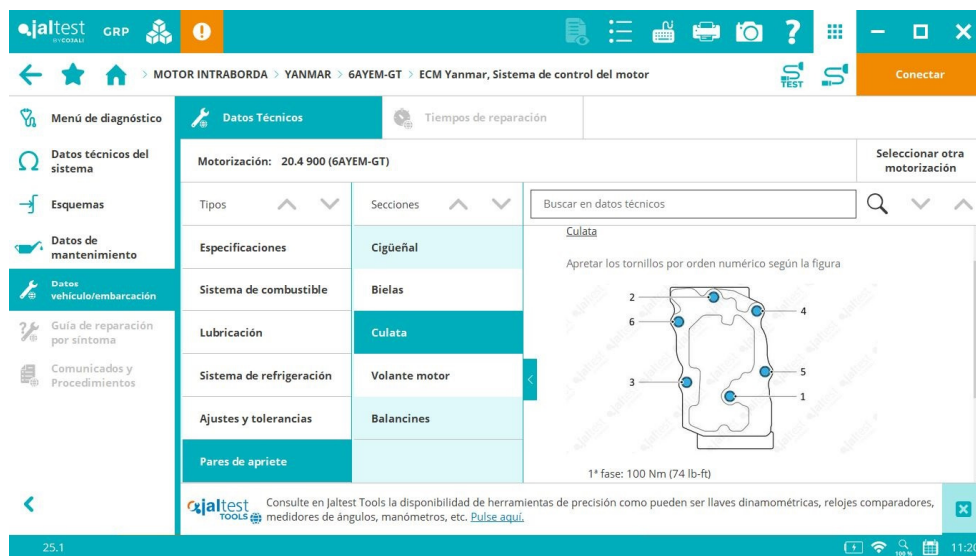 jaltest GRP
BY COJALI
TEST
> MOTOR INTRABORDA > YANMAR > 6AYEM-GT > ECM Yanmar, Sistema de control del motor
Conectar
Menú de diagnóstico
Datos técnicos del
sistema
Esquemas
Datos de
mantenimiento
Datos
vehículo/embarcación
Guía de reparación
por síntoma
Comunicados y
Procedimientos
Datos Técnicos
Tiempos de reparación
Motorización: 20.4 900 (6AYEM-GT)
Seleccionar otra
motorización
Tipos
Secciones
Buscar en datos técnicos
Especificaciones
Sistema de combustible
Lubricación
Sistema de refrigeración
Ajustes y tolerancias
Pares de apriete
Cigüeñal
Bielas
Culata
Volante motor
Balancines
Culata
Apretar los tornillos por orden numérico según la figura
2
4
6
5
3
1
1ª fase: 100 Nm (74 lb-ft)
jaltest
TOOLS
Consulte en Jaltest Tools la disponibilidad de herramientas de precisión como pueden ser llaves dinamométricas, relojes comparadores,
medidores de ángulos, manómetros, etc. Pulse aquí.
25.1
100 %
11:20